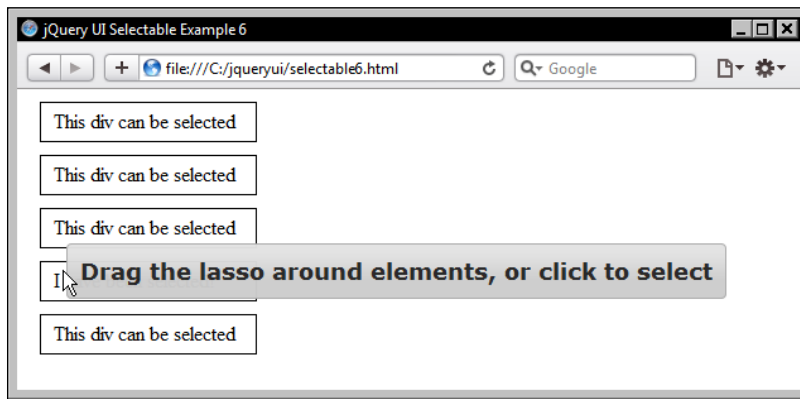 jQuery UI Selectable Example 6
file:///C:/jqueryui/selectable6.html
Google
This div can be selected
This div can be selected
This div can be selected
Drag the lasso around elements, or click to select
I
This div can be selected